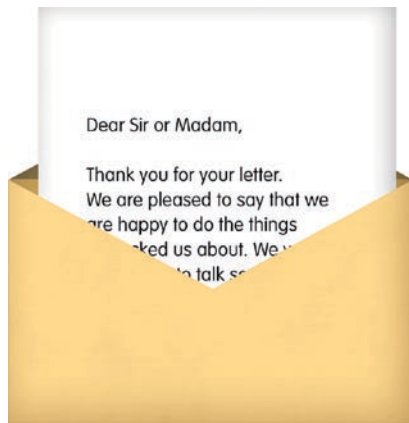 Dear Sir or Madam,
Thank you for your letter.
We are pleased to say that we
are happy to do the things
us about. We
to talk